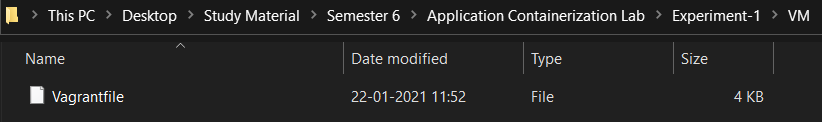 This PC > Desktop > Study Material > Semester 6 > Application Containerization Lab > Experiment-1 > VM
Name Date modified Type Size
Vagrantfile 22-01-2021 11:52 File 4 KB